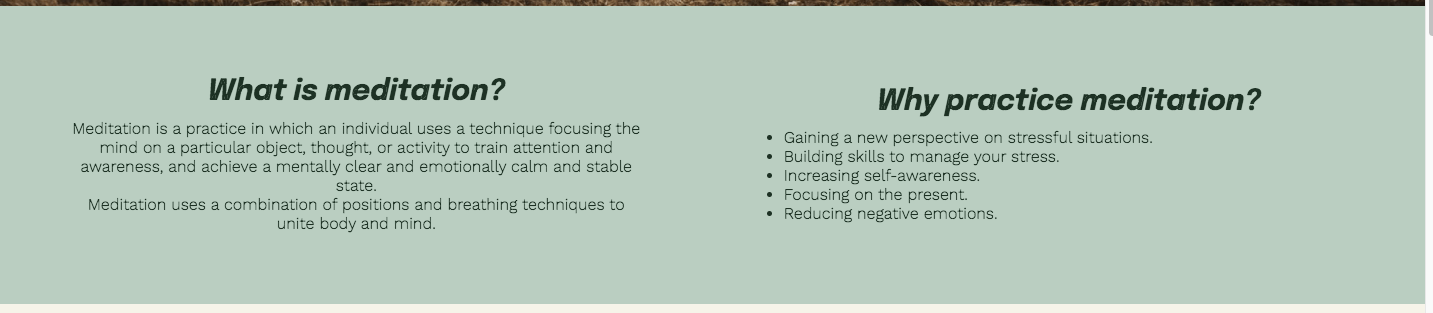 What is meditation?
Meditation is a practice in which an individual uses a technique focusing the
mind on a particular object, thought, or activity to train attention and
awareness, and achieve a mentally clear and emotionally calm and stable
state.
Meditation uses a combination of positions and breathing techniques to
unite body and mind.
Why practice meditation?
• Gaining a new perspective on stressful situations.
• Building skills to manage your stress.
• Increasing self-awareness.
• Focusing on the present.
• Reducing negative emotions.